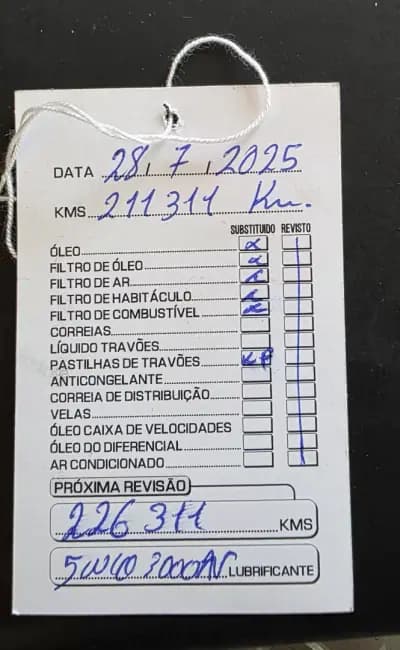 DATA 28 / 7 / 2025
KMS 211 311 Km.
SUBSTITUIDO REVISTO
ÓLEO x
FILTRO DE ÓLEO x
FILTRO DE AR x
FILTRO DE HABITÁCULO x
FILTRO DE COMBUSTÍVEL x
CORREIAS
LÍQUIDO TRAVÕES
PASTILHAS DE TRAVÕES
ANTICONGELANTE
CORREIA DE DISTRIBUIÇÃO
VELAS
ÓLEO CAIXA DE VELOCIDADES
ÓLEO DO DIFERENCIAL
AR CONDICIONADO
PRÓXIMA REVISÃO
226 311 KMS
5W40 LUBRIFICANTE